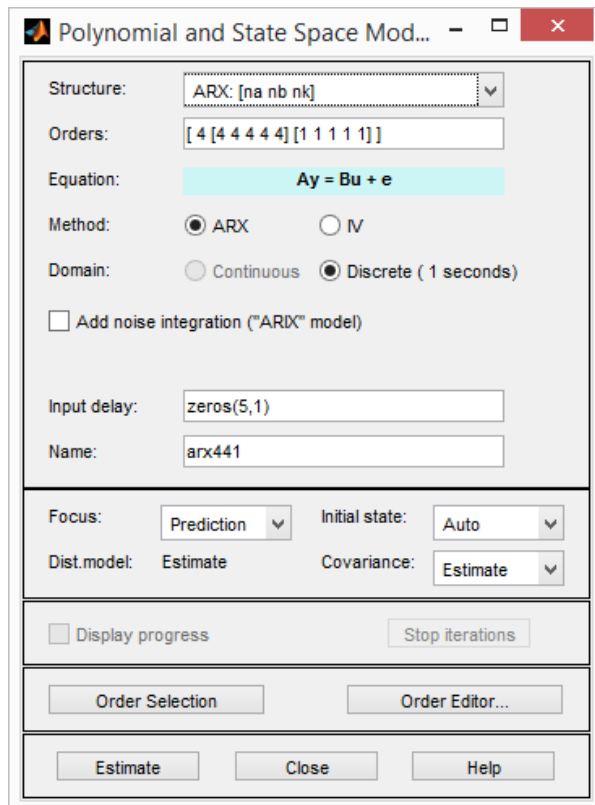 Polynomial and State Space Mod...
Structure: ARX: [na nb nk]
Orders: [ 4 [4 4 4 4 4] [1 1 1 1 1] ]
Equation: Ay = Bu + e
Method: ARX IV
Domain: Continuous Discrete ( 1 seconds)
Add noise integration ("ARIX" model)
Input delay: zeros(5,1)
Name: arx441
Focus: Prediction Initial state: Auto
Dist.model: Estimate Covariance: Estimate
Display progress Stop iterations
Order Selection Order Editor...
Estimate Close Help